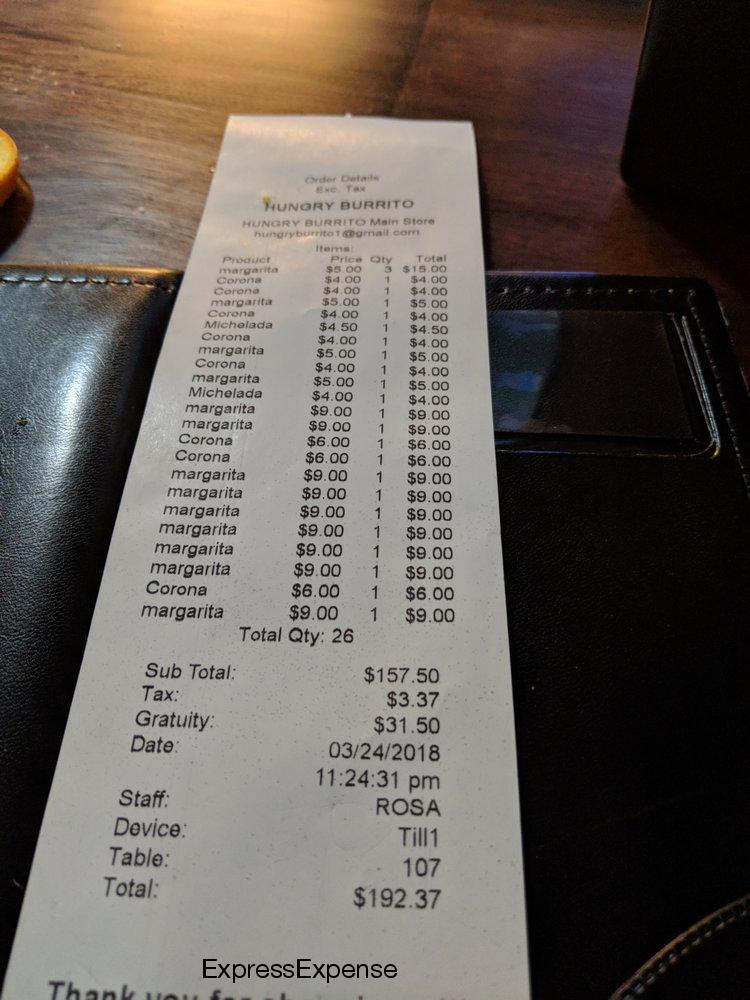 Order Details
Exc. Tax
HUNGRY BURRITO
HUNGRY BURRITO Main Store
hungryburrito1@gmail.com
Items:
Product Price Qty Total
margarita $5.00 3 $15.00
Corona $4.00 1 $4.00
Corona $4.00 1 $4.00
margarita $5.00 1 $5.00
Corona $4.00 1 $4.00
Michelada $4.50 1 $4.50
Corona $4.00 1 $4.00
margarita $5.00 1 $5.00
Corona $4.00 1 $4.00
margarita $5.00 1 $5.00
Michelada $4.00 1 $4.00
margarita $9.00 1 $9.00
margarita $9.00 1 $9.00
Corona $6.00 1 $6.00
Corona $6.00 1 $6.00
margarita $9.00 1 $9.00
margarita $9.00 1 $9.00
margarita $9.00 1 $9.00
margarita $9.00 1 $9.00
margarita $9.00 1 $9.00
margarita $9.00 1 $9.00
Corona $6.00 1 $6.00
margarita $9.00 1 $9.00
Total Qty: 26
Sub Total: $157.50
Tax: $3.37
Gratuity: $31.50
Date: 03/24/2018
11:24:31 pm
Staff: ROSA
Device: Till1
Table: 107
Total: $192.37
ExpressExpense
Thank you for